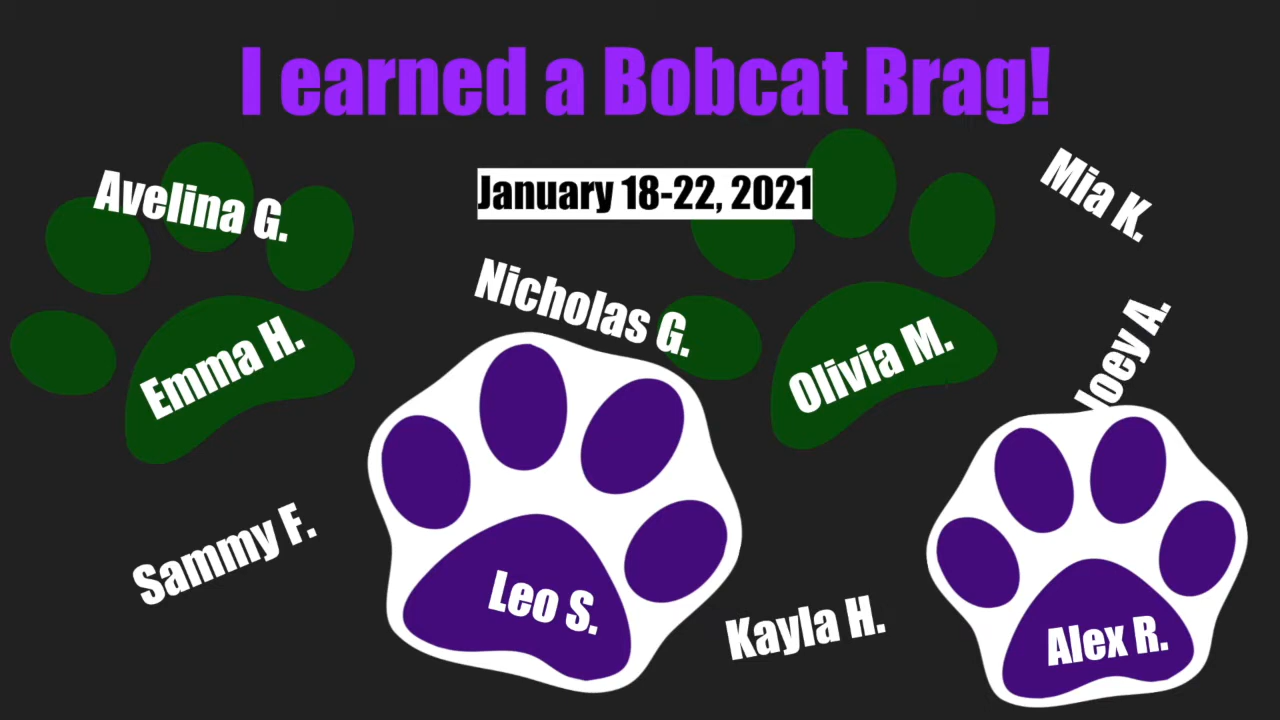 I earned a Bobcat Brag!
January 18-22, 2021
Avelina G.
Mia K.
Nicholas G.
Emma H.
Olivia M.
Joey A.
Sammy F.
Leo S.
Kayla H.
Alex R.